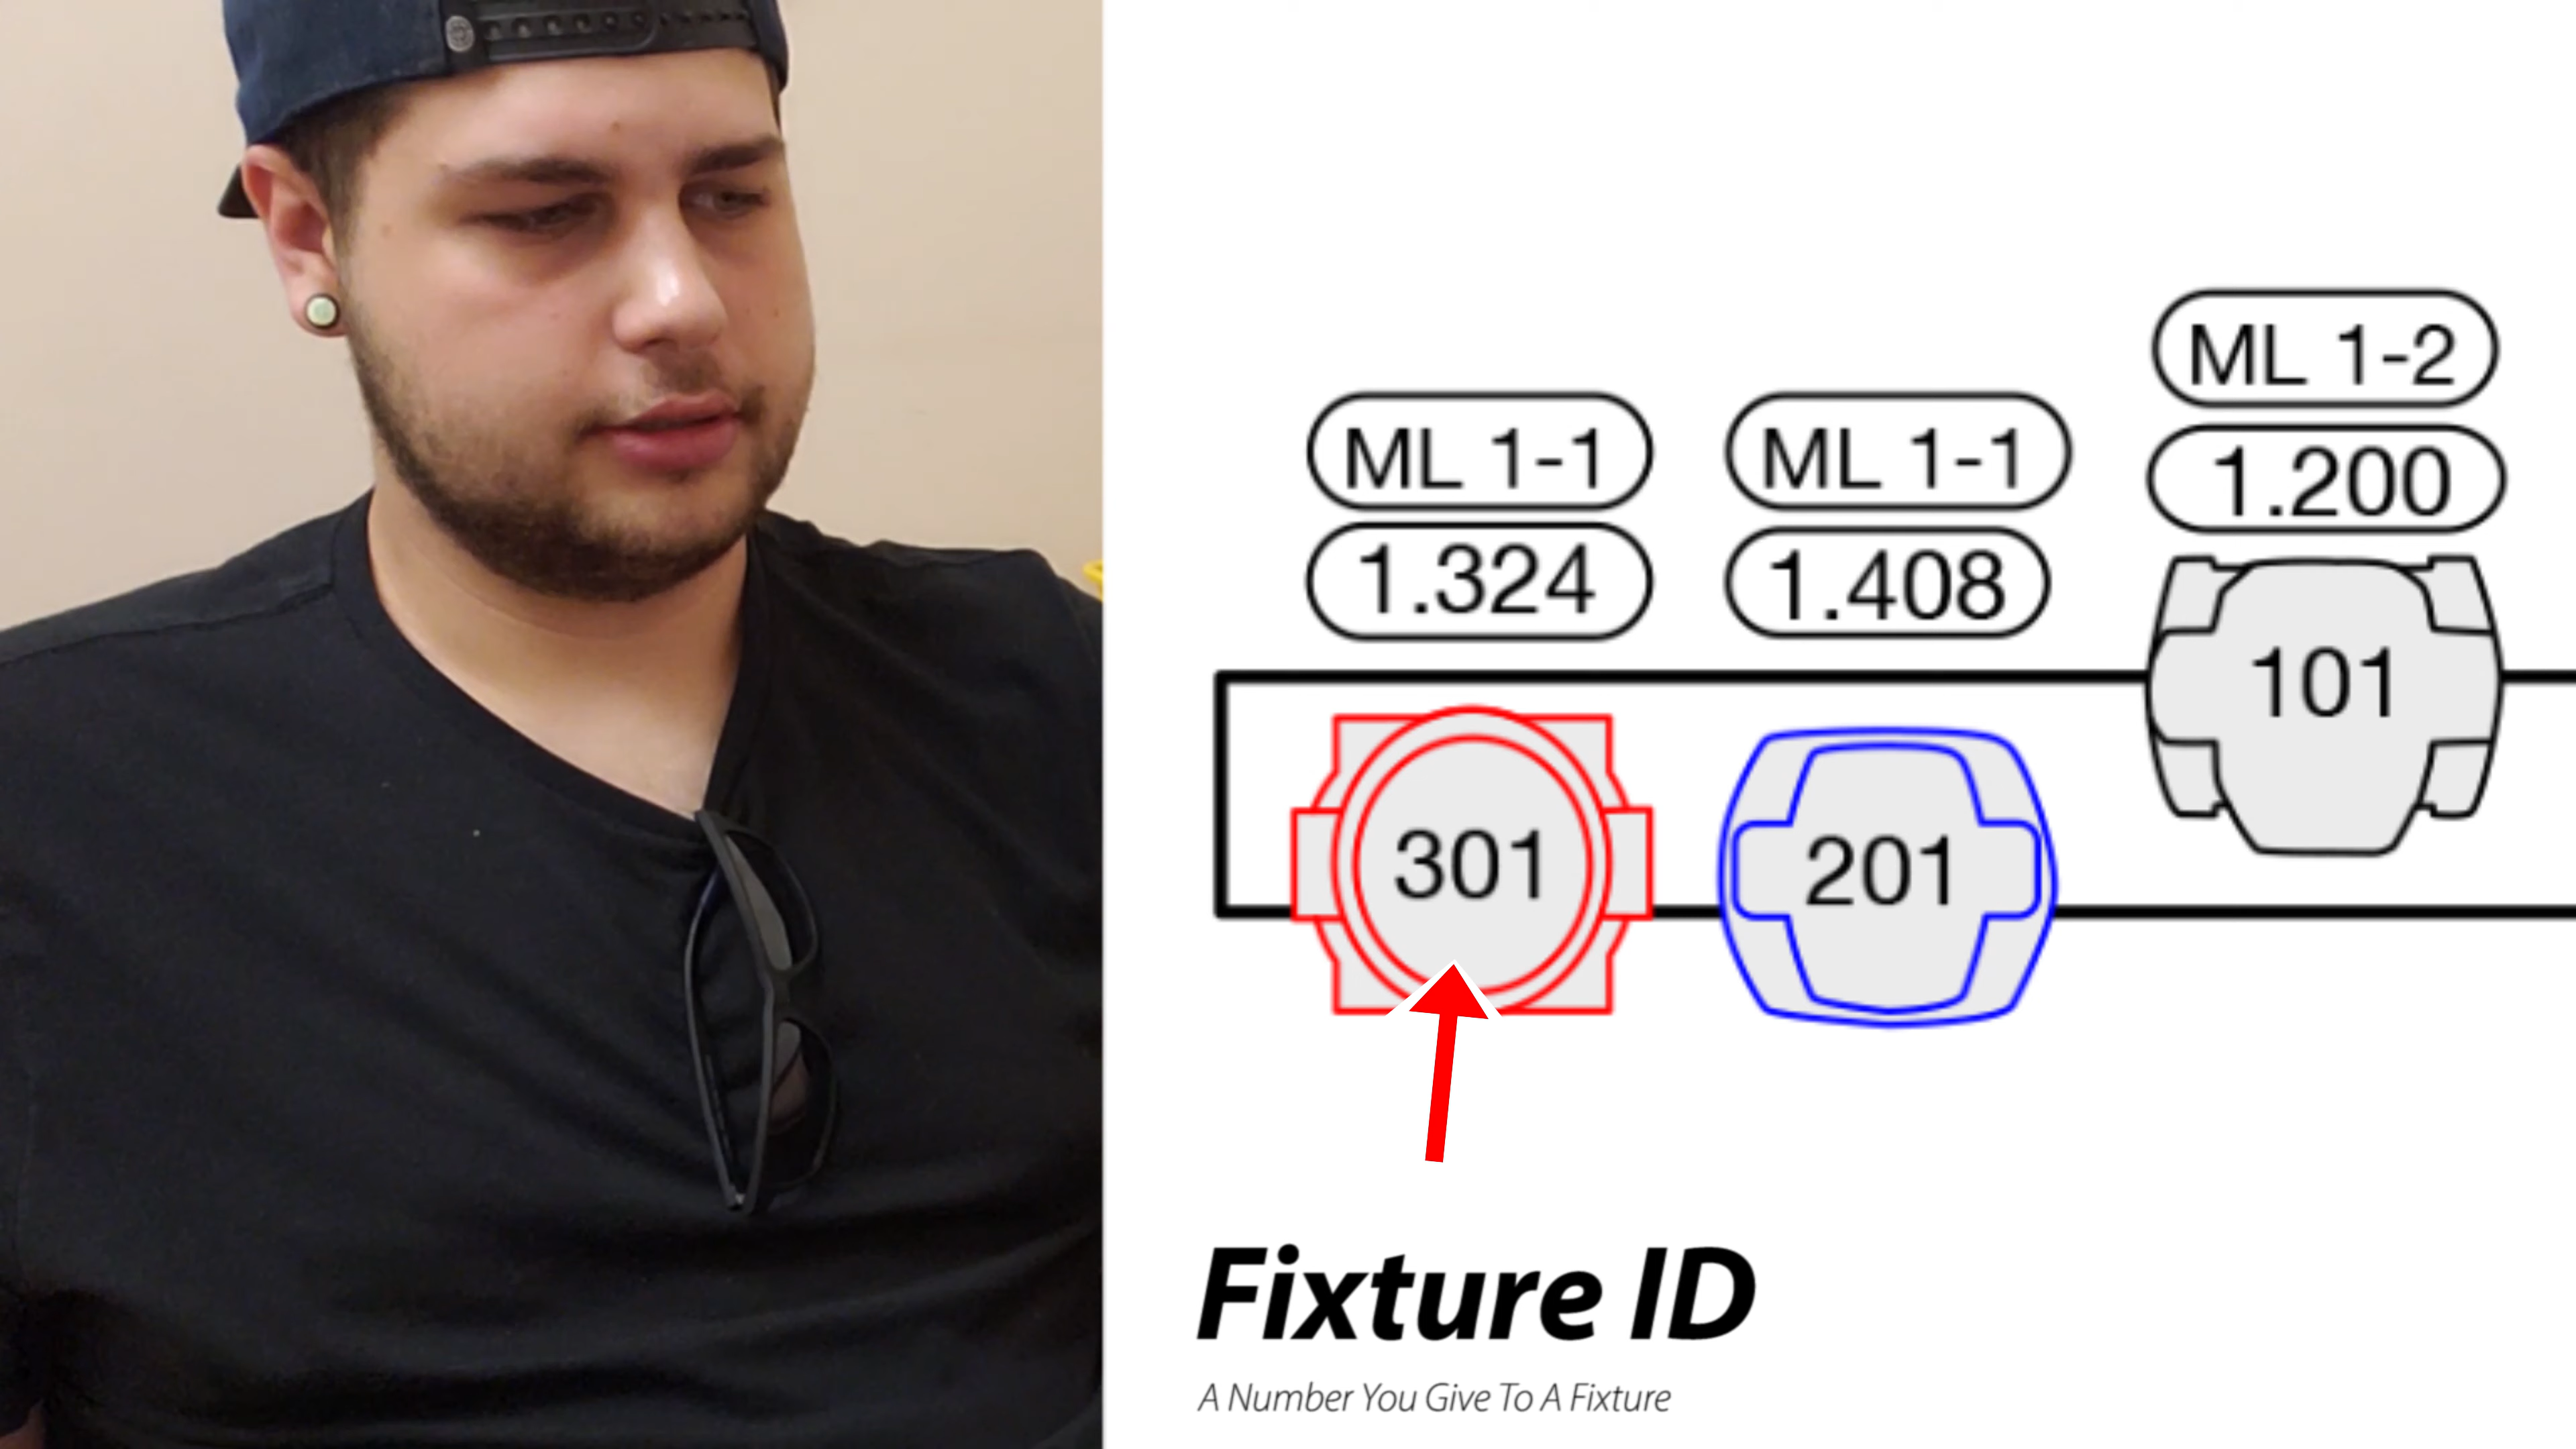 ML 1-1
1.324
301
ML 1-1
1.408
201
ML 1-2
1.200
101
Fixture ID
A Number You Give To A Fixture